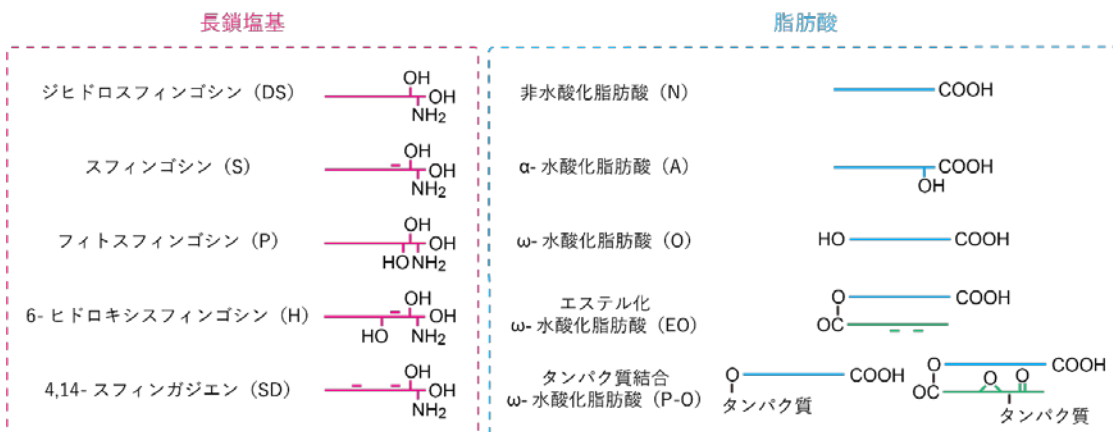 長鎖塩基
脂肪酸
ジヒドロスフィンゴシン（DS）
OH
OH
NH₂
スフィンゴシン（S）
OH
OH
NH₂
フィトスフィンゴシン（P）
OH
OH
HO NH₂
6- ヒドロキシスフィンゴシン（H）
OH
OH
HO NH₂
4,14- スフィンガジエン（SD）
OH
OH
NH₂
非水酸化脂肪酸（N）
COOH
α- 水酸化脂肪酸（A）
COOH
OH
ω- 水酸化脂肪酸（O）
HO COOH
エステル化
ω- 水酸化脂肪酸（EO）
O COOH
OC
タンパク質結合
ω- 水酸化脂肪酸（P-O）
O COOH
タンパク質
O COOH
O O
OC
タンパク質